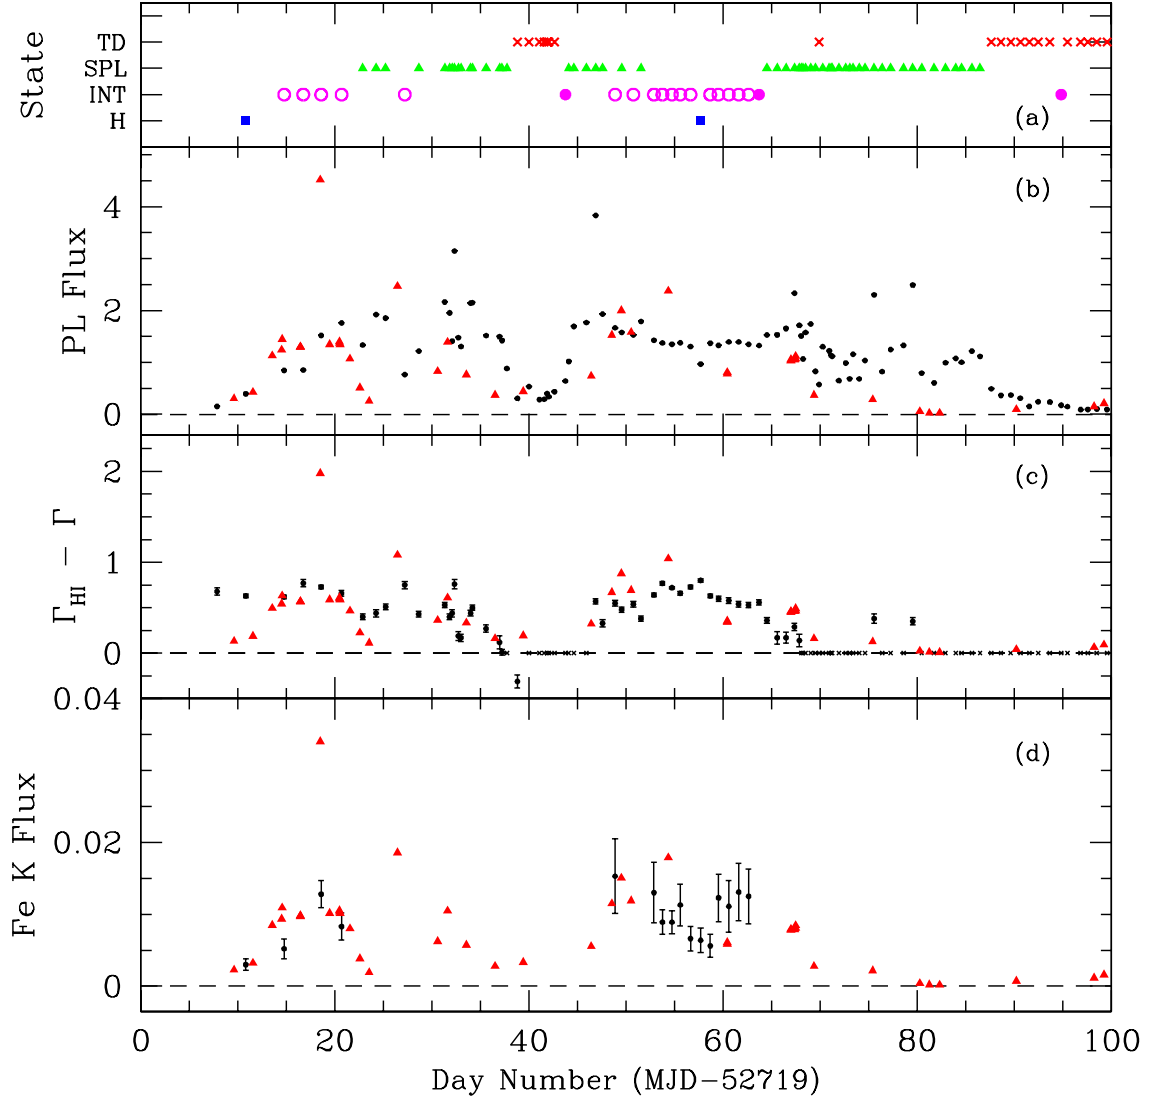 State
TD
SPL
INT
H
(a)
PL Flux
4
2
0
(b)
Γ_HI − Γ
2
1
0
(c)
Fe K Flux
0.04
0.02
0
(d)
0 20 40 60 80 100
Day Number (MJD−52719)